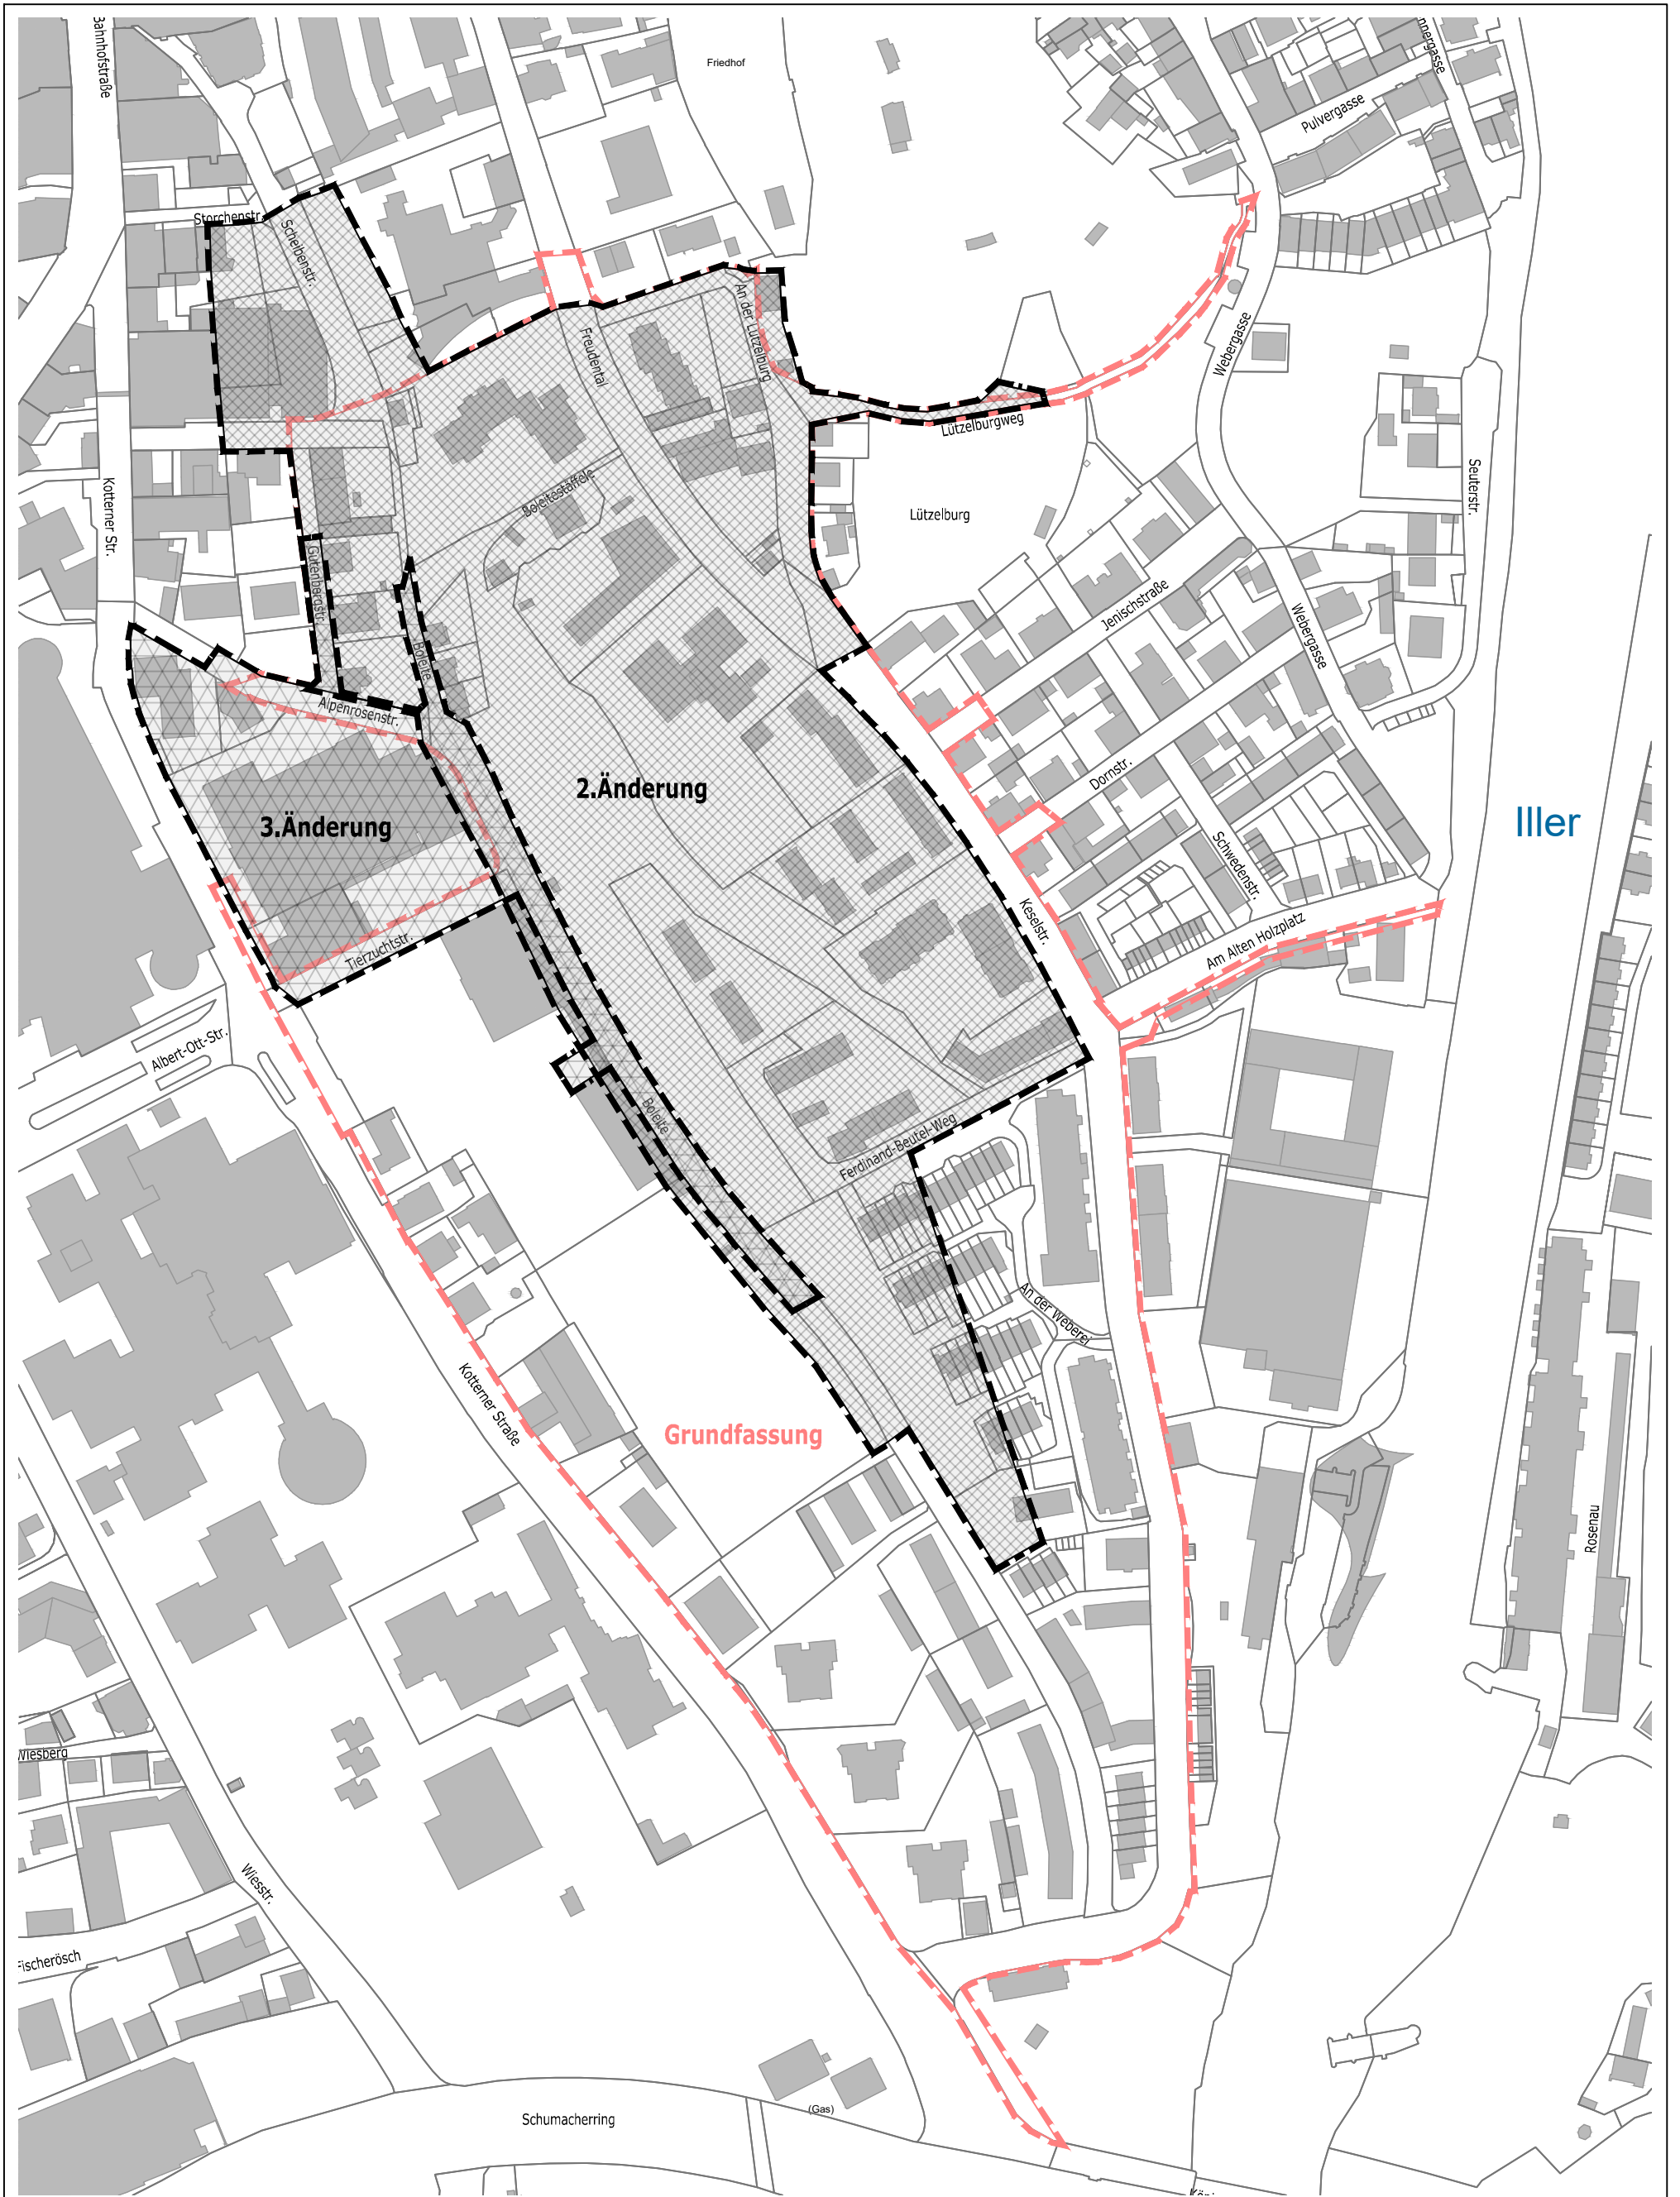 Bahnhofstraße
Friedhof
Pulvergasse
Storchenstr.
Scheibenstr.
An der Lützelburg
Freudental
Webergasse
Lützelburgweg
Kotterner Str.
Boleitestäffele
Lützelburg
Seuterstr.
Gutenbergstr.
Jenischstraße
Webergasse
Boleite
Alpenrosenstr.
2.Änderung
3.Änderung
Dornstr.
Iller
Schwedenstr.
Keselstr.
Am Alten Holzplatz
Tierzuchtstr.
Albert-Ott-Str.
Boleite
Ferdinand-Beutel-Weg
An der Weberei
Kotterner Straße
Grundfassung
Rosenau
Wiesberg
Wiesstr.
Fischerösch
(Gas)
Schumacherring